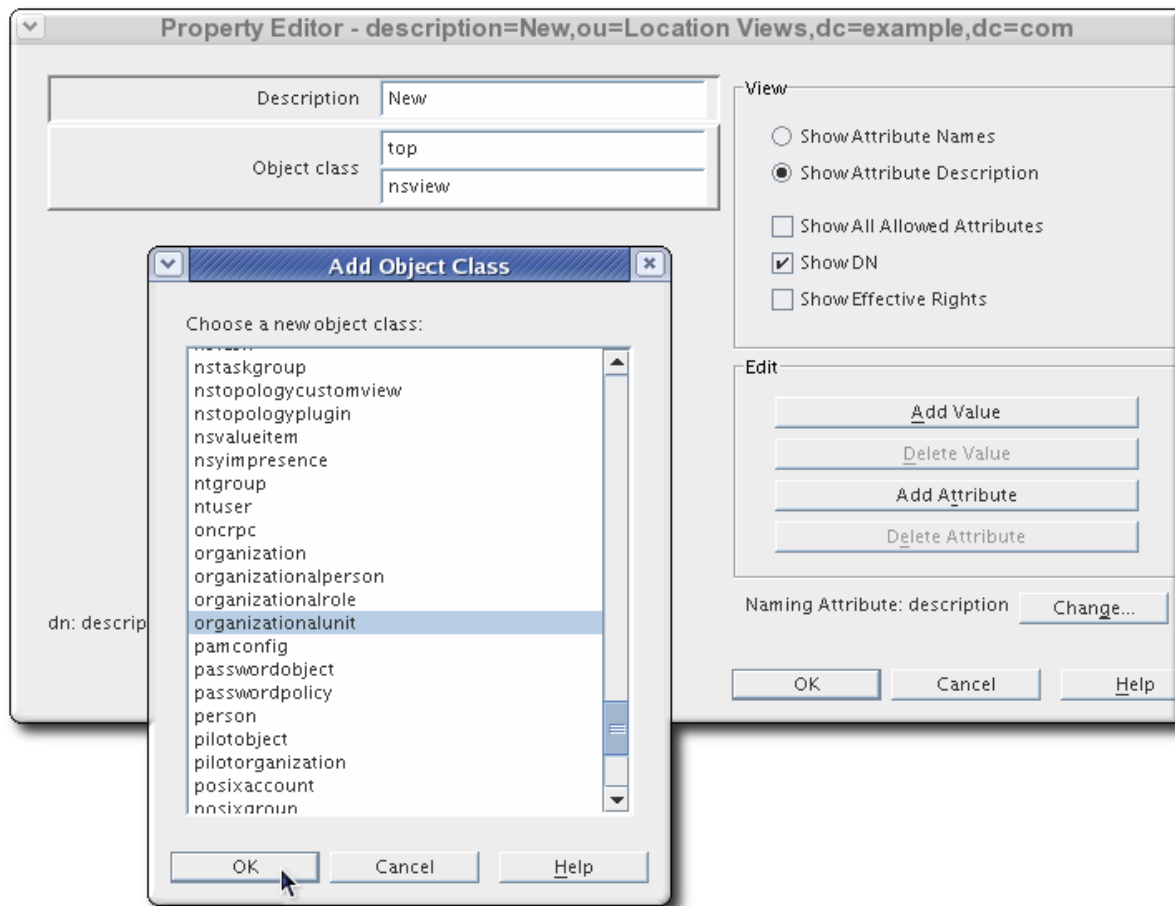 Property Editor - description=New,ou=Location Views,dc=example,dc=com
Description
New
Object class
top
nsview
View
Show Attribute Names
Show Attribute Description
Show All Allowed Attributes
Show DN
Show Effective Rights
Edit
Add Value
Delete Value
Add Attribute
Delete Attribute
Naming Attribute: description
Change...
dn: descrip
OK
Cancel
Help
Add Object Class
Choose a new object class:
nstaskgroup
nstopologycustomview
nstopologyplugin
nsvalueitem
nsyimpresence
ntgroup
ntuser
oncrpc
organization
organizationalperson
organizationalrole
organizationalunit
pamconfig
passwordobject
passwordpolicy
person
pilotobject
pilotorganization
posixaccount
posixgroup
OK
Cancel
Help